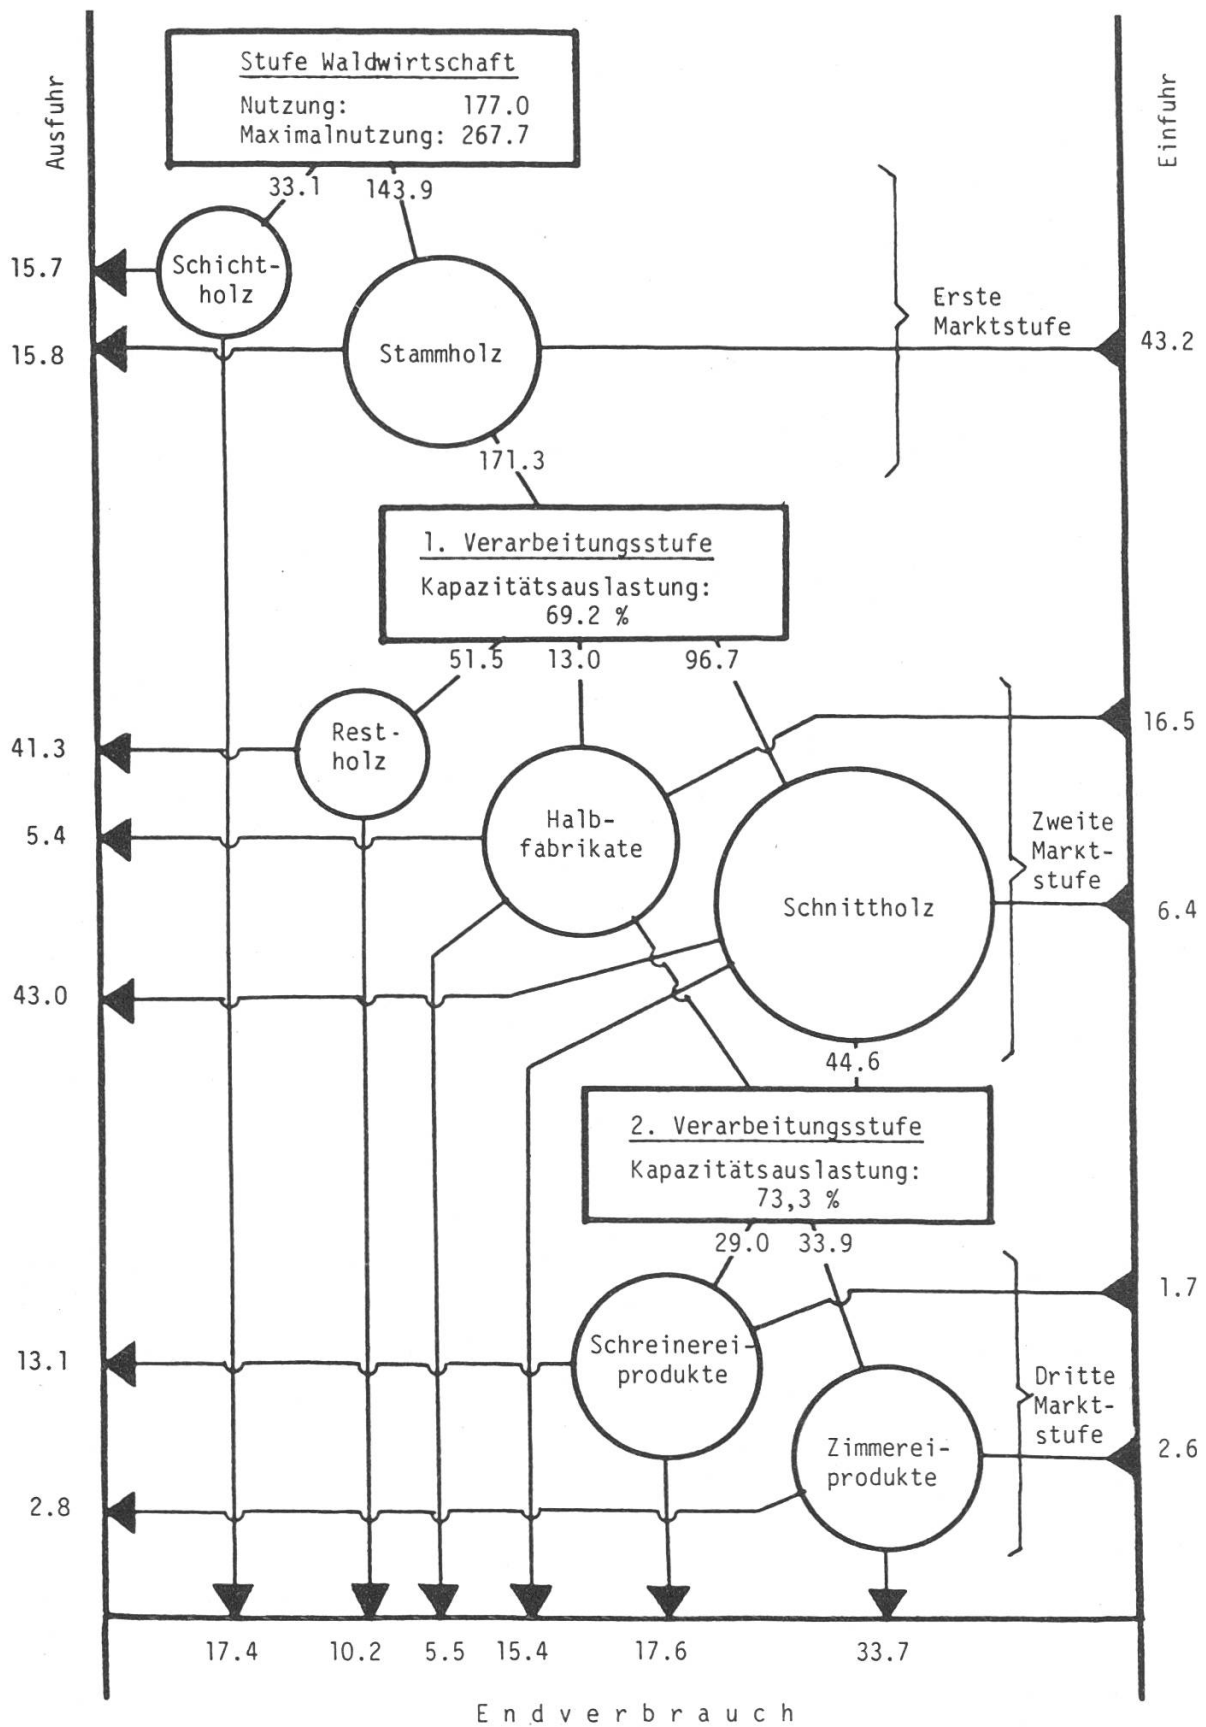 Ausfuhr
Einfuhr
Stufe Waldwirtschaft
Nutzung: 177.0
Maximalnutzung: 267.7
33.1 143.9
Schicht-
holz
15.7
Erste
Marktstufe
Stammholz
15.8
43.2
171.3
1. Verarbeitungsstufe
Kapazitätsauslastung:
69.2 %
51.5 13.0 96.7
16.5
Rest-
holz
41.3
Halb-
fabrikate
5.4
Zweite
Markt-
stufe
Schnittholz
6.4
43.0
44.6
2. Verarbeitungsstufe
Kapazitätsauslastung:
73,3 %
29.0 33.9
1.7
Schreinerei-
produkte
13.1
Dritte
Markt-
stufe
Zimmerei-
produkte
2.6
2.8
17.4 10.2 5.5 15.4 17.6 33.7
Endverbrauch